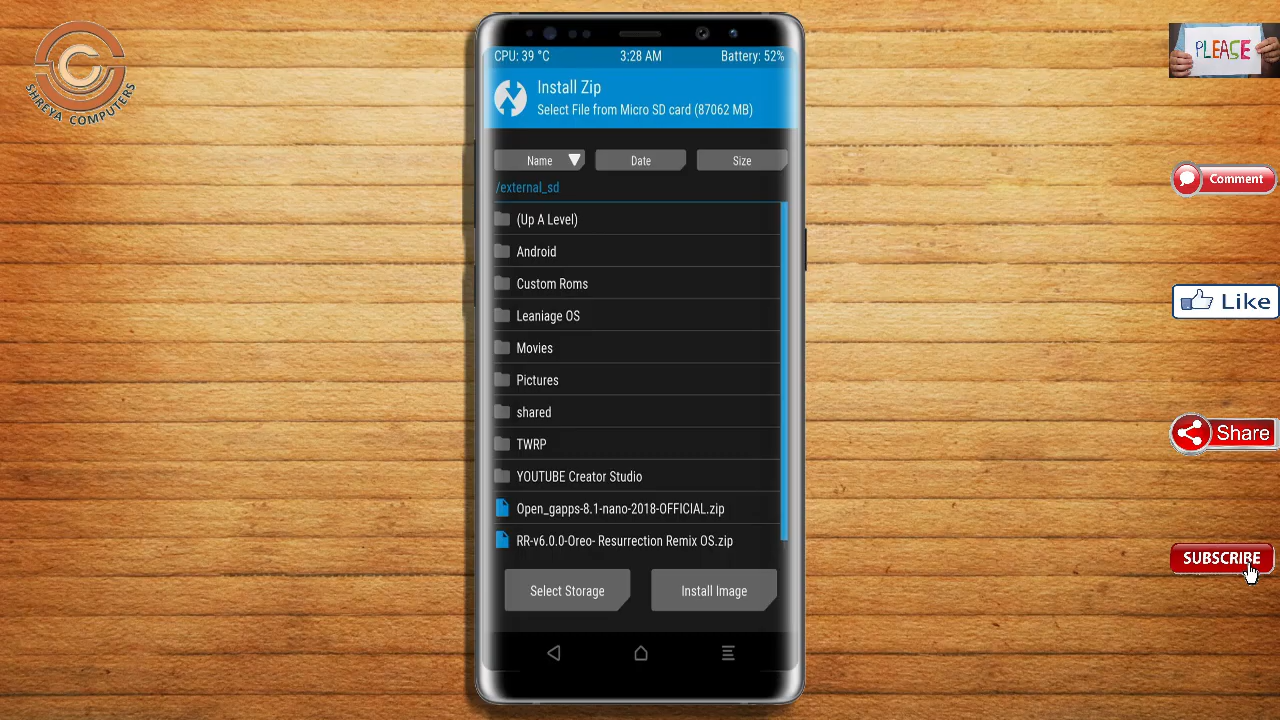 SHREYA COMPUTERS
CPU: 39 °C
3:28 AM
Battery: 52%
Install Zip
Select File from Micro SD card (87062 MB)
Name
Date
Size
/external_sd
(Up A Level)
Android
Custom Roms
Leaniage OS
Movies
Pictures
shared
TWRP
YOUTUBE Creator Studio
Open_gapps-8.1-nano-2018-OFFICIAL.zip
RR-v6.0.0-Oreo- Resurrection Remix OS.zip
Select Storage
Install Image
PLEASE
Comment
Like
Share
SUBSCRIBE